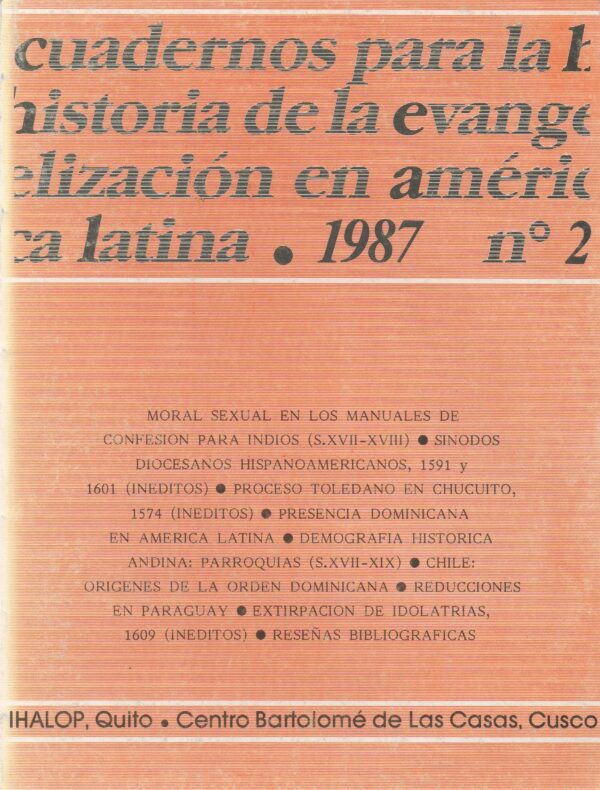 cuadernos para la h
historia de la evange
elización en améric
ca latina . 1987 nº 2
MORAL SEXUAL EN LOS MANUALES DE
CONFESION PARA INDIOS (S.XVII-XVIII) ● SINODOS
DIOCESANOS HISPANOAMERICANOS, 1591 y
1601 (INEDITOS) ● PROCESO TOLEDANO EN CHUCUITO,
1574 (INEDITOS) ● PRESENCIA DOMINICANA
EN AMERICA LATINA ● DEMOGRAFIA HISTORICA
ANDINA: PARROQUIAS (S.XVII-XIX) ● CHILE:
ORIGENES DE LA ORDEN DOMINICANA ● REDUCCIONES
EN PARAGUAY ● EXTIRPACION DE IDOLATRIAS,
1609 (INEDITOS) ● RESEÑAS BIBLIOGRAFICAS
IHALOP, Quito ● Centro Bartolomé de Las Casas, Cusco